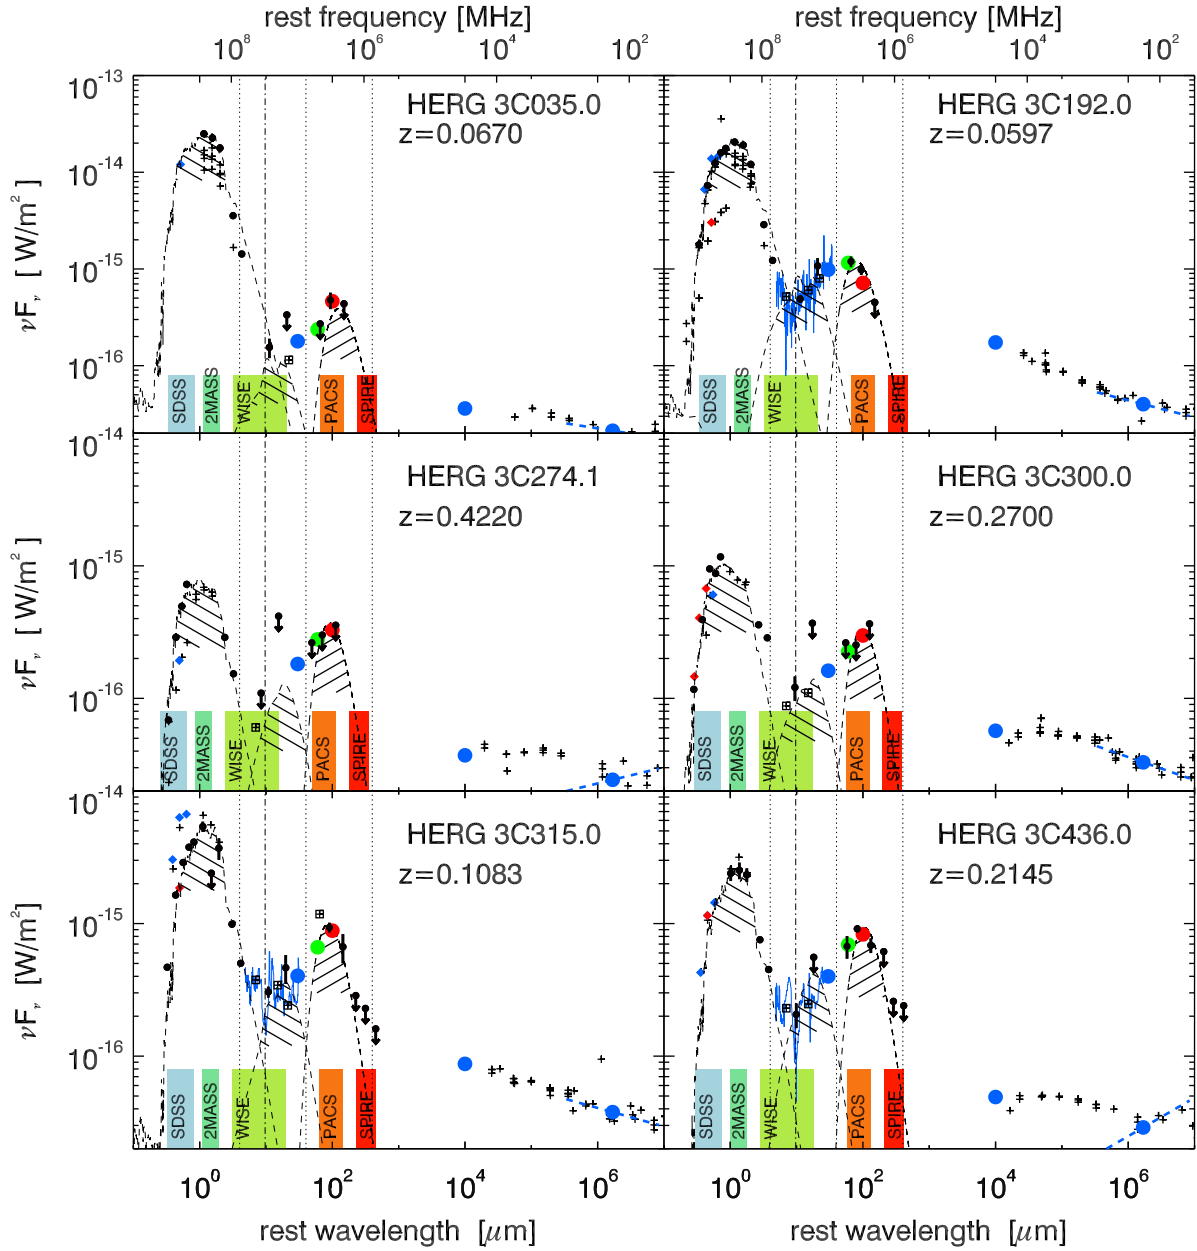 rest frequency [MHz] rest frequency [MHz]
10^8 10^6 10^4 10^2 10^8 10^6 10^4 10^2
10^-13
HERG 3C035.0 HERG 3C192.0
z=0.0670 z=0.0597
10^-14
νF_ν [ W/m^2 ]
10^-15
10^-16
SDSS 2MASS WISE PACS SPIRE SDSS 2MASS WISE PACS SPIRE
10^-14
HERG 3C274.1 HERG 3C300.0
z=0.4220 z=0.2700
10^-15
νF_ν [ W/m^2 ]
10^-16
SDSS 2MASS WISE PACS SPIRE SDSS 2MASS WISE PACS SPIRE
10^-14
HERG 3C315.0 HERG 3C436.0
z=0.1083 z=0.2145
10^-15
νF_ν [W/m^2]
10^-16
SDSS 2MASS WISE PACS SPIRE SDSS 2MASS WISE PACS SPIRE
10^0 10^2 10^4 10^6 10^0 10^2 10^4 10^6
rest wavelength [μm] rest wavelength [μm]